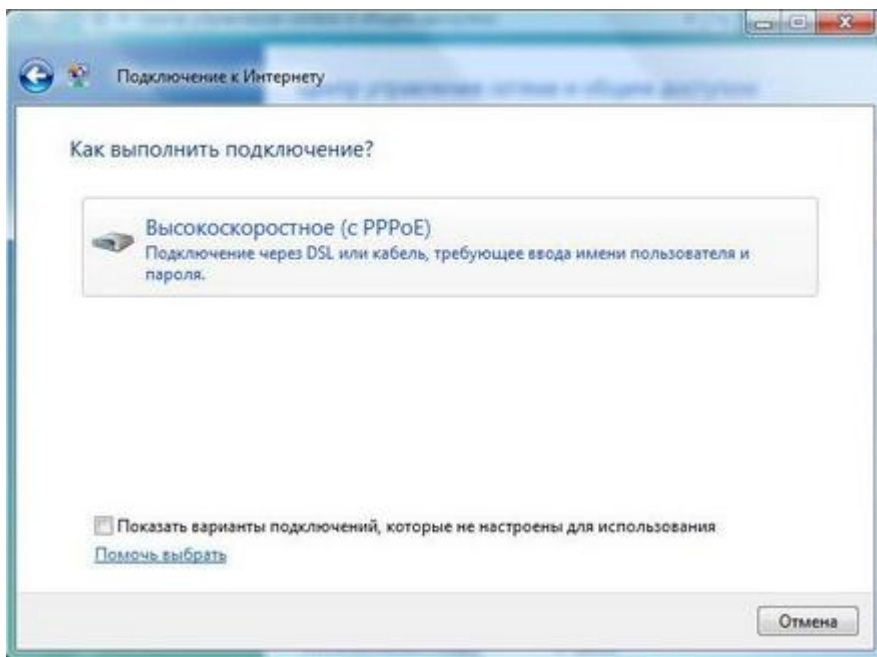 Подключение к Интернету
Как выполнить подключение?
Высокоскоростное (с PPPoE)
Подключение через DSL или кабель, требующее ввода имени пользователя и
пароля.
Показать варианты подключений, которые не настроены для использования
Помочь выбрать
Отмена